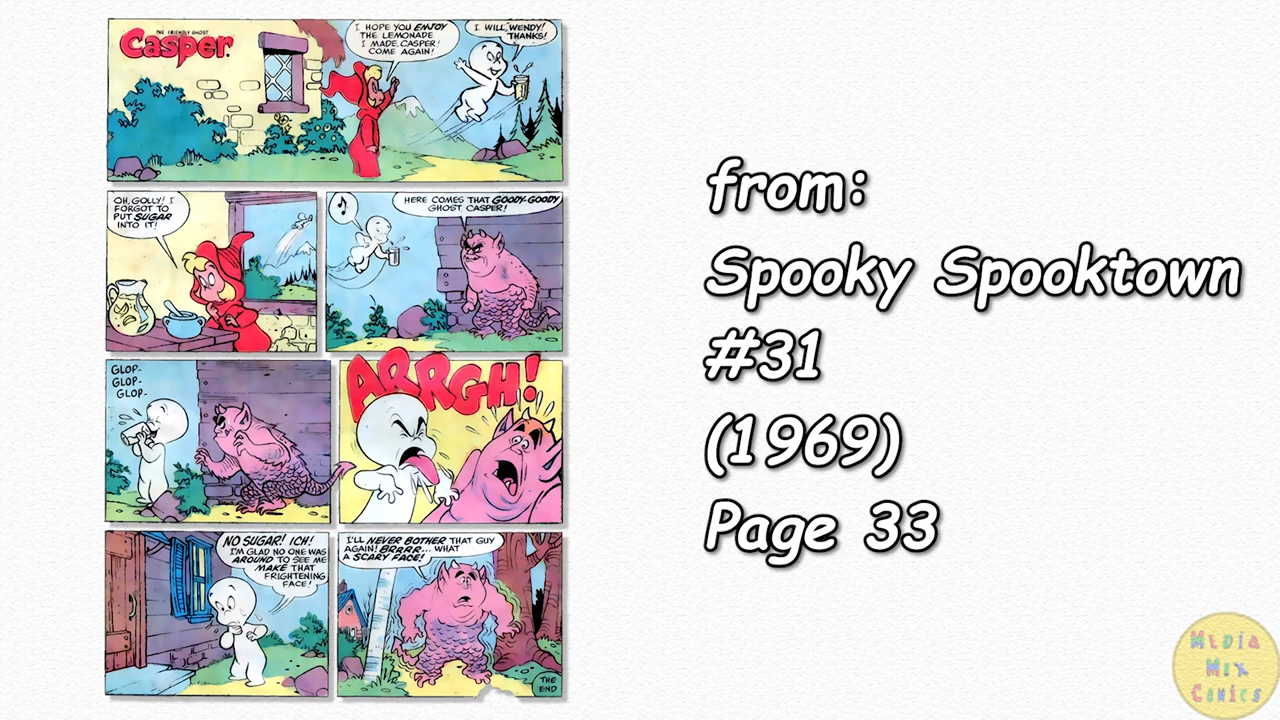 THE FRIENDLY GHOST
Casper.
I HOPE YOU ENJOY
THE LEMONADE
I MADE, CASPER!
COME AGAIN!
I WILL, WENDY!
THANKS!
OH, GOLLY! I
FORGOT TO
PUT SUGAR
INTO IT!
HERE COMES THAT GOODY-GOODY
GHOST CASPER!
GLOP-
GLOP-
GLOP-
ARRGH!
NO SUGAR! ICH!
I'M GLAD NO ONE WAS
AROUND TO SEE ME
MAKE THAT
FRIGHTENING
FACE!
I'LL NEVER BOTHER THAT GUY
AGAIN! BRRRR... WHAT
A SCARY FACE!
THE
END
from:
Spooky Spooktown
#31
(1969)
Page 33
MEDIA
MIX
COMICS